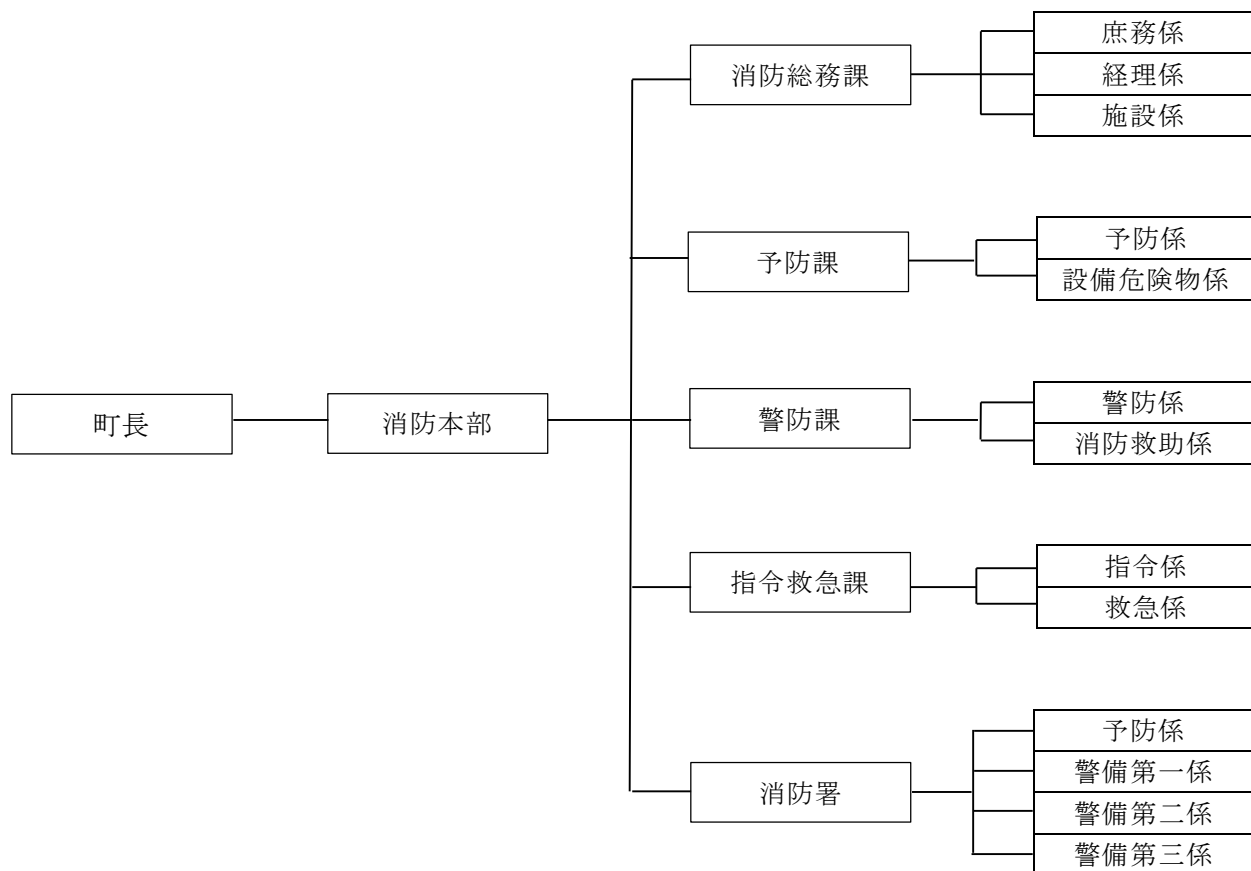 消防総務課
庶務係
経理係
施設係
予防課
予防係
設備危険物係
町長
消防本部
警防課
警防係
消防救助係
指令救急課
指令係
救急係
消防署
予防係
警備第一係
警備第二係
警備第三係